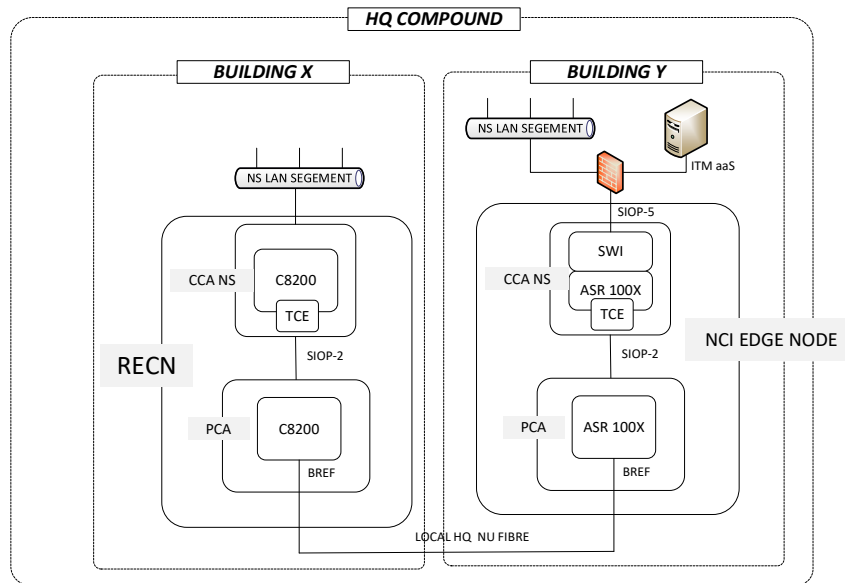 HQ COMPOUND
BUILDING X
NS LAN SEGEMENT
CCA NS
C8200
TCE
SIOP-2
RECN
PCA
C8200
BREF
BUILDING Y
NS LAN SEGEMENT
ITM aaS
SIOP-5
SWI
CCA NS
ASR 100X
TCE
NCI EDGE NODE
SIOP-2
PCA
ASR 100X
BREF
LOCAL HQ NU FIBRE